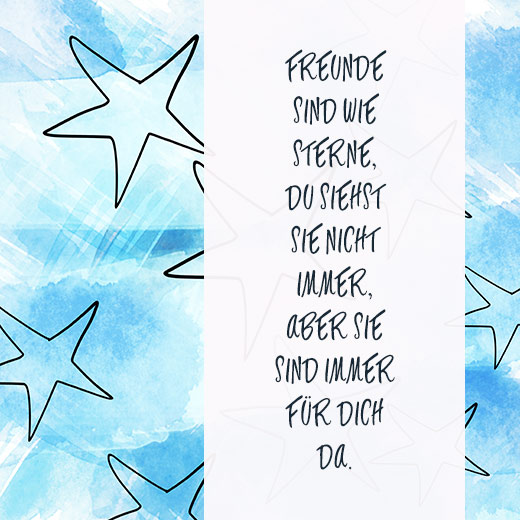 FREUNDE
SIND WIE
STERNE,
DU SIEHST
SIE NICHT
IMMER,
ABER SIE
SIND IMMER
FÜR DICH
DA.